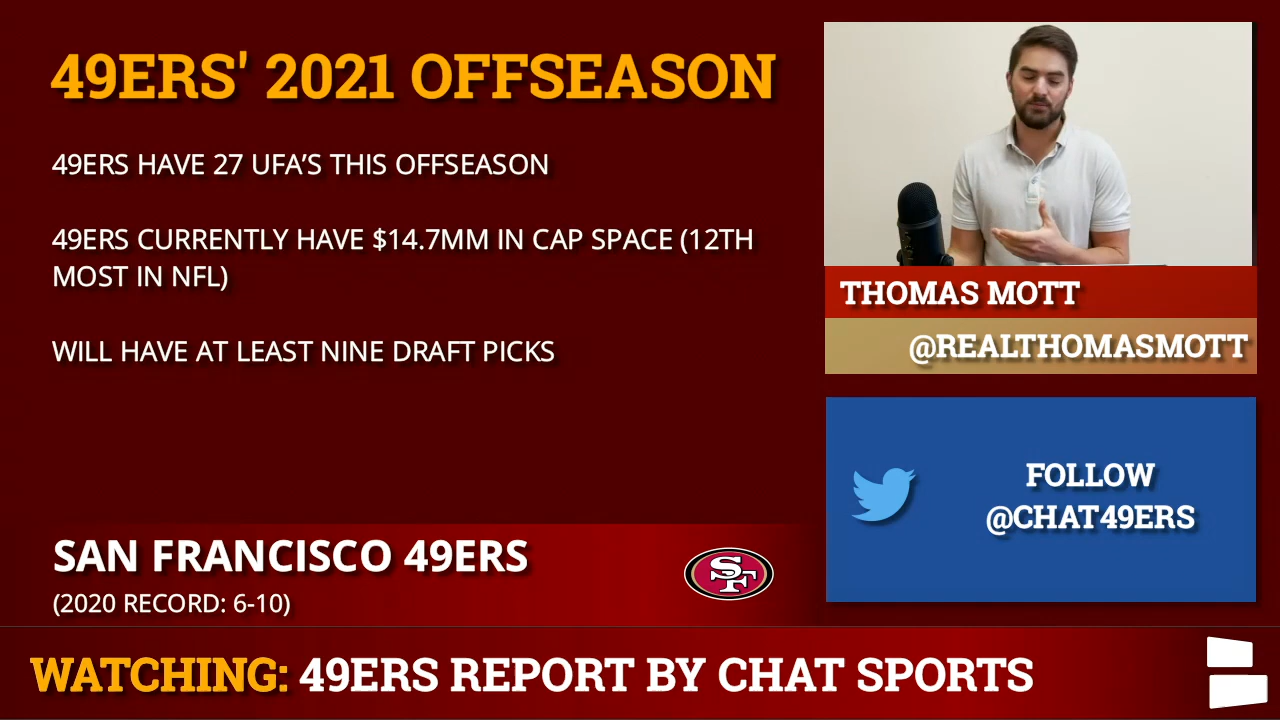 49ERS' 2021 OFFSEASON
49ERS HAVE 27 UFA’S THIS OFFSEASON
49ERS CURRENTLY HAVE $14.7MM IN CAP SPACE (12TH
MOST IN NFL)
WILL HAVE AT LEAST NINE DRAFT PICKS
THOMAS MOTT
@REALTHOMASMOTT
FOLLOW
@CHAT49ERS
SAN FRANCISCO 49ERS
(2020 RECORD: 6-10)
SF
WATCHING: 49ERS REPORT BY CHAT SPORTS